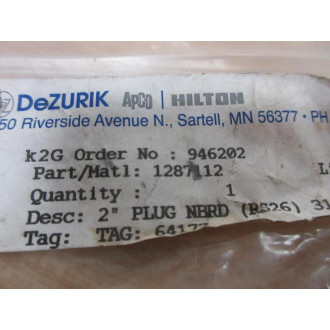 DeZURIK APCO | HILTON
50 Riverside Avenue N., Sartell, MN 56377 · PH
k2G Order No : 946202
Part/Matl: 1287112
Quantity : 1
Desc: 2" PLUG NBRD (RS26) 31
Tag: TAG: 64177